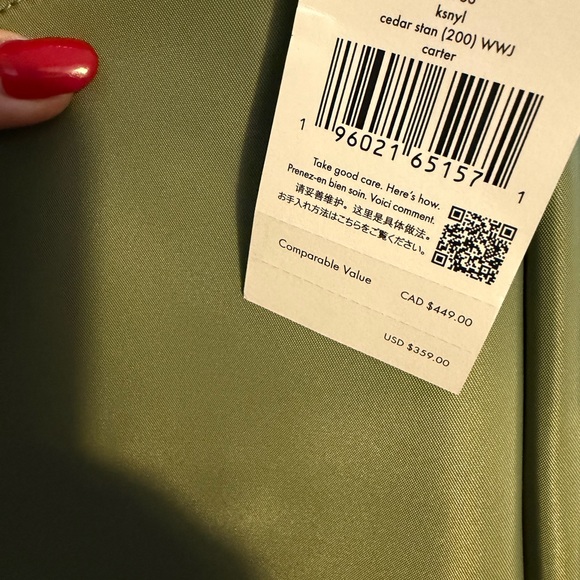 ksnyl
cedar stan (200) WWJ
carter
1 96021 65157 1
Take good care. Here's how.
Prenez-en bien soin. Voici comment.
请妥善维护。这里是具体做法。
お手入れ方法はこちらをご覧ください。
Comparable Value
CAD $449.00
USD $359.00